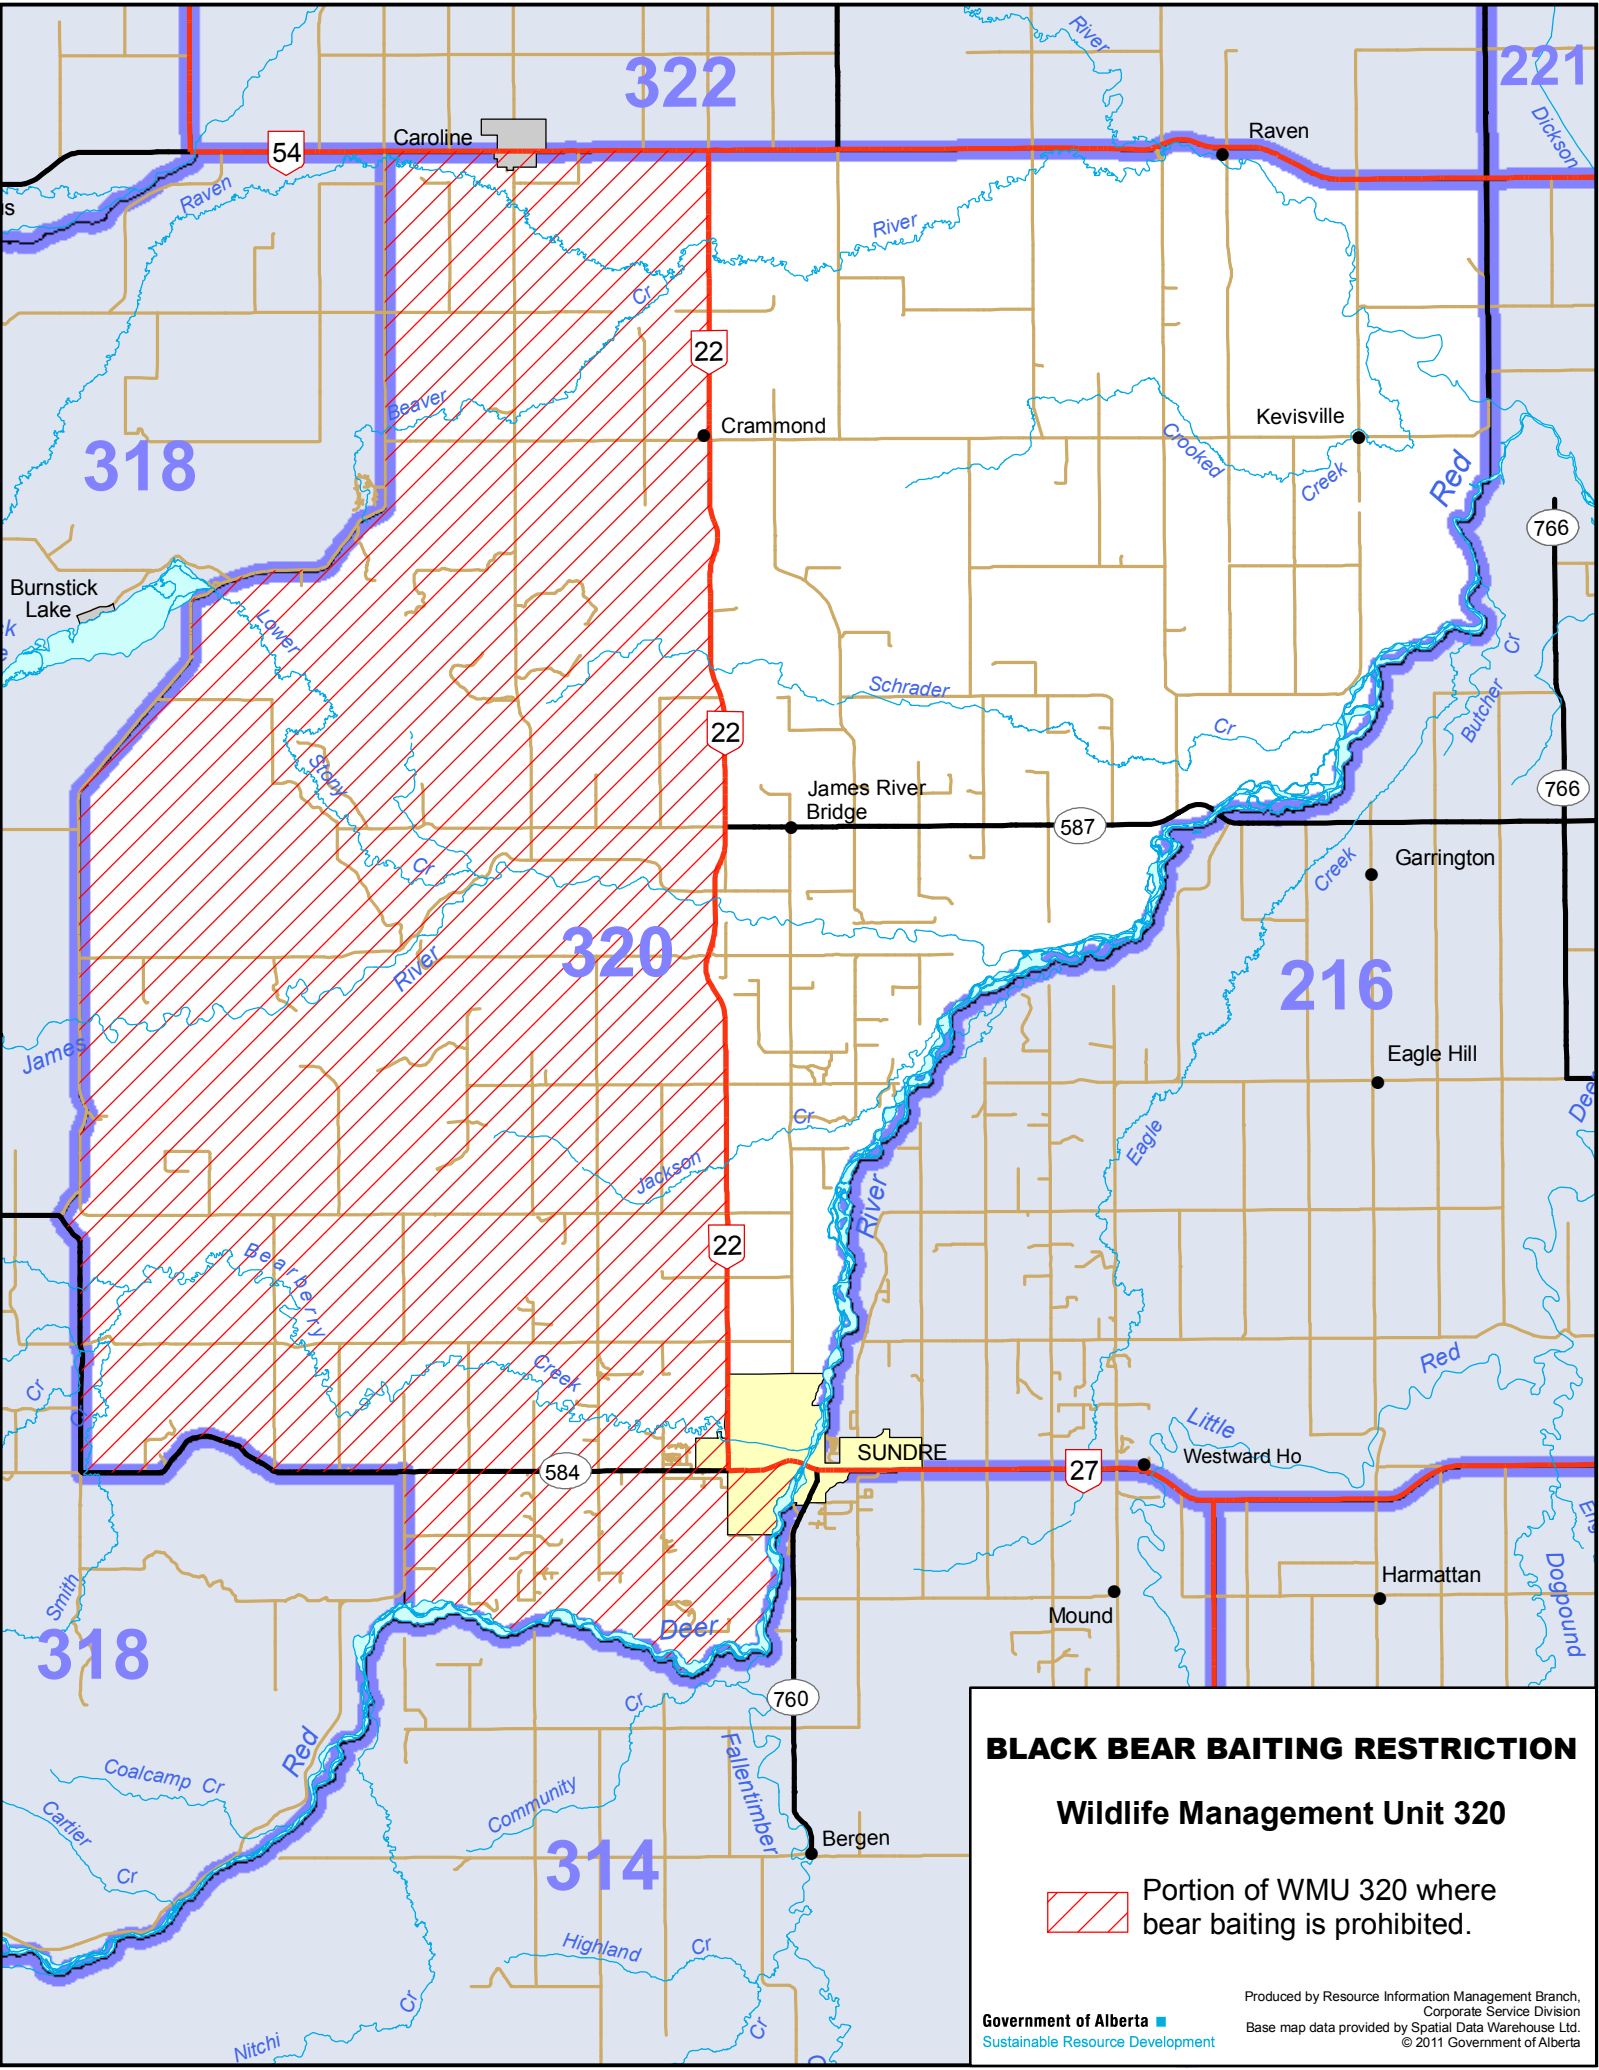 322
221
River
Dickson
Caroline
Raven
54
Raven
River
Cr
22
Beaver
Crammond
Kevisville
Crooked
Creek
Red
318
766
Burnstick
Lake
Lower
Cr
Schrader
Butcher
22
Cr
Stony
James River
Bridge
766
587
Cr
Garrington
Creek
320
River
216
James
Eagle Hill
Deer
Cr
Eagle
Jackson
River
22
Bearberry
Creek
Red
Cr
Little
SUNDRE
Westward Ho
584
27
Smith
Deer
Harmattan
Mound
Dogpound
318
760
Cr
Red
Fallentimber
Coalcamp Cr
Community
Cartier
Cr
314
Bergen
Highland
Cr
Cr
Nitchi
Cr
BLACK BEAR BAITING RESTRICTION
Wildlife Management Unit 320
Portion of WMU 320 where
bear baiting is prohibited.
Government of Alberta
Sustainable Resource Development
Produced by Resource Information Management Branch,
Corporate Service Division
Base map data provided by Spatial Data Warehouse Ltd.
© 2011 Government of Alberta